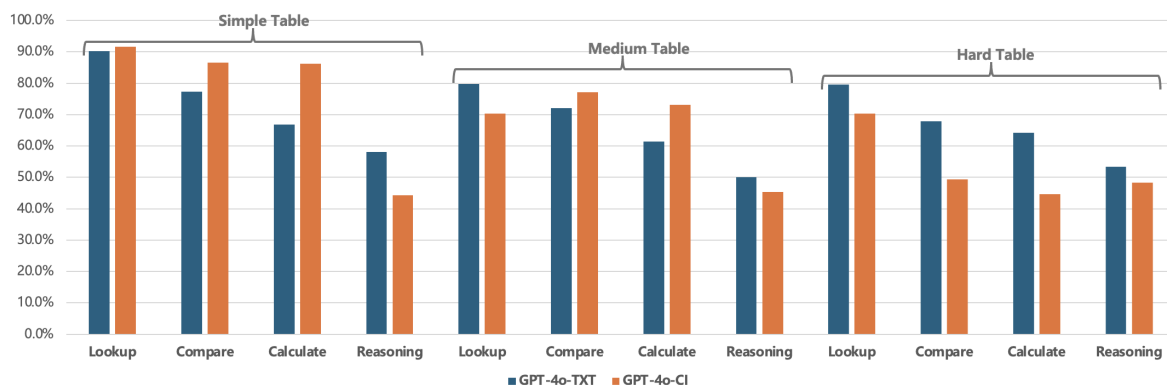 100.0%
90.0%
80.0%
70.0%
60.0%
50.0%
40.0%
30.0%
20.0%
10.0%
0.0%
Simple Table
Medium Table
Hard Table
Lookup Compare Calculate Reasoning Lookup Compare Calculate Reasoning Lookup Compare Calculate Reasoning
GPT-4o-TXT GPT-4o-CI